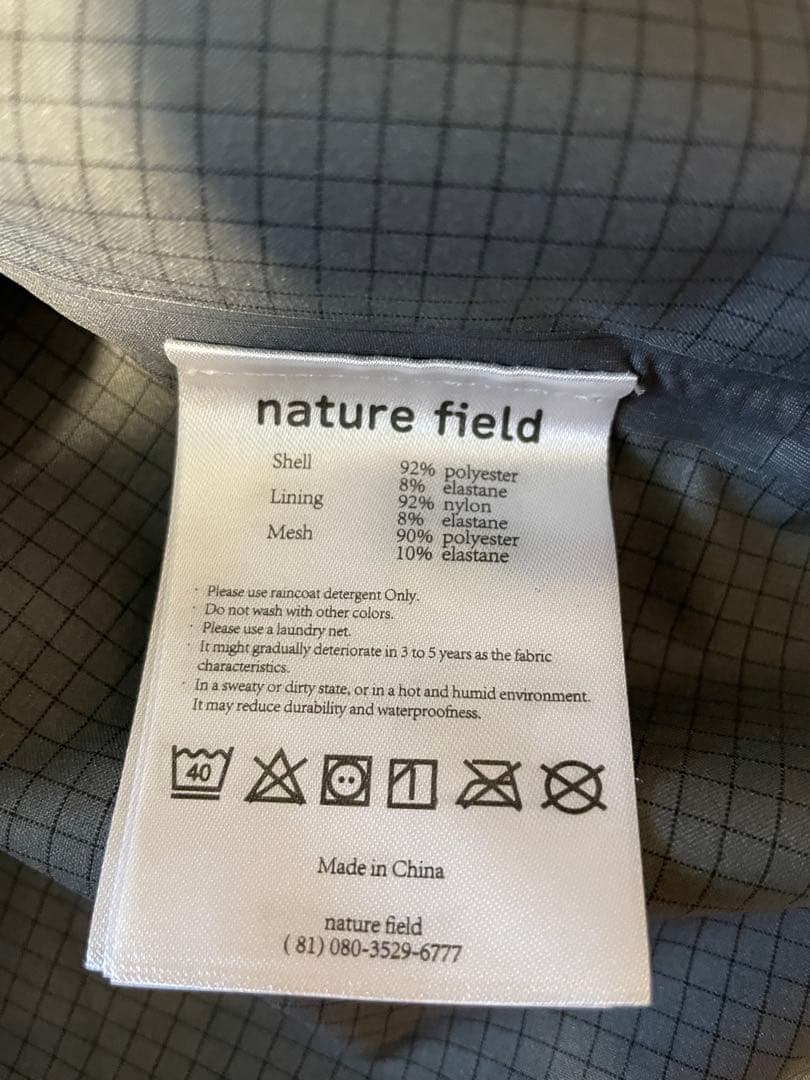 nature field
Shell 92% polyester
8% elastane
Lining 92% nylon
8% elastane
Mesh 90% polyester
10% elastane
· Please use raincoat detergent Only.
· Do not wash with other colors.
· Please use a laundry net.
· It might gradually deteriorate in 3 to 5 years as the fabric
characteristics.
· In a sweaty or dirty state, or in a hot and humid environment.
It may reduce durability and waterproofness.
40
Made in China
nature field
( 81) 080-3529-6777